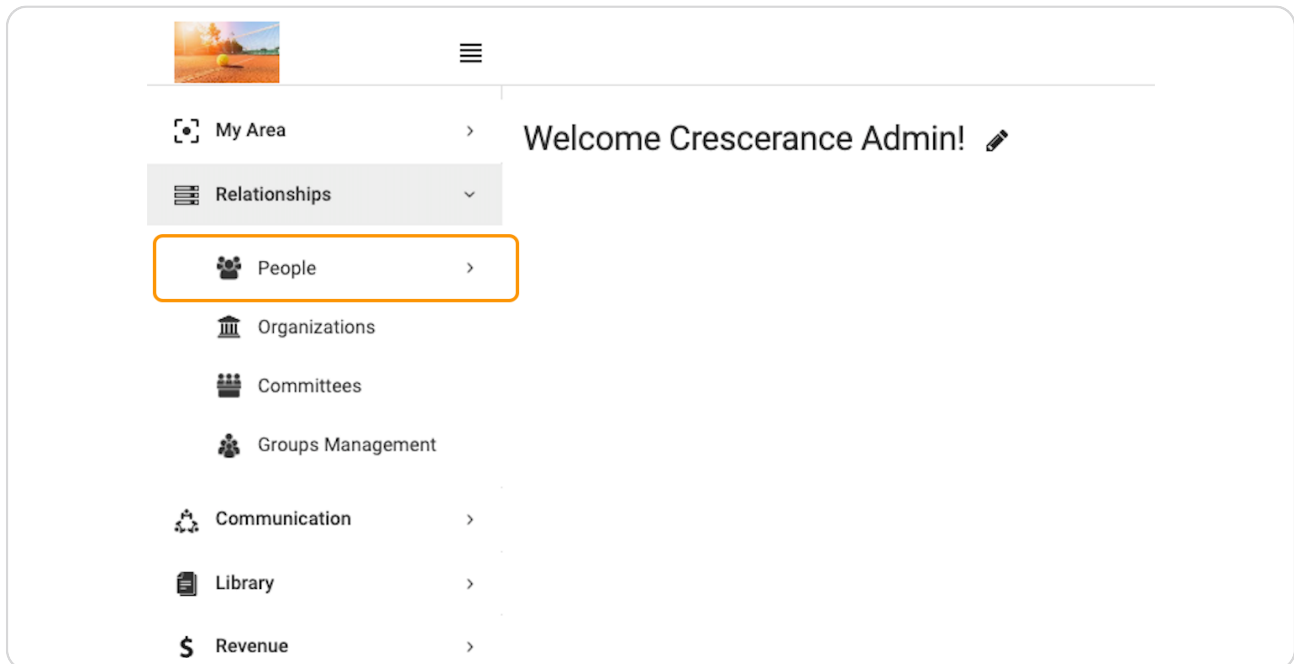 My Area
Welcome Crescerance Admin!
Relationships
People
Organizations
Committees
Groups Management
Communication
Library
Revenue